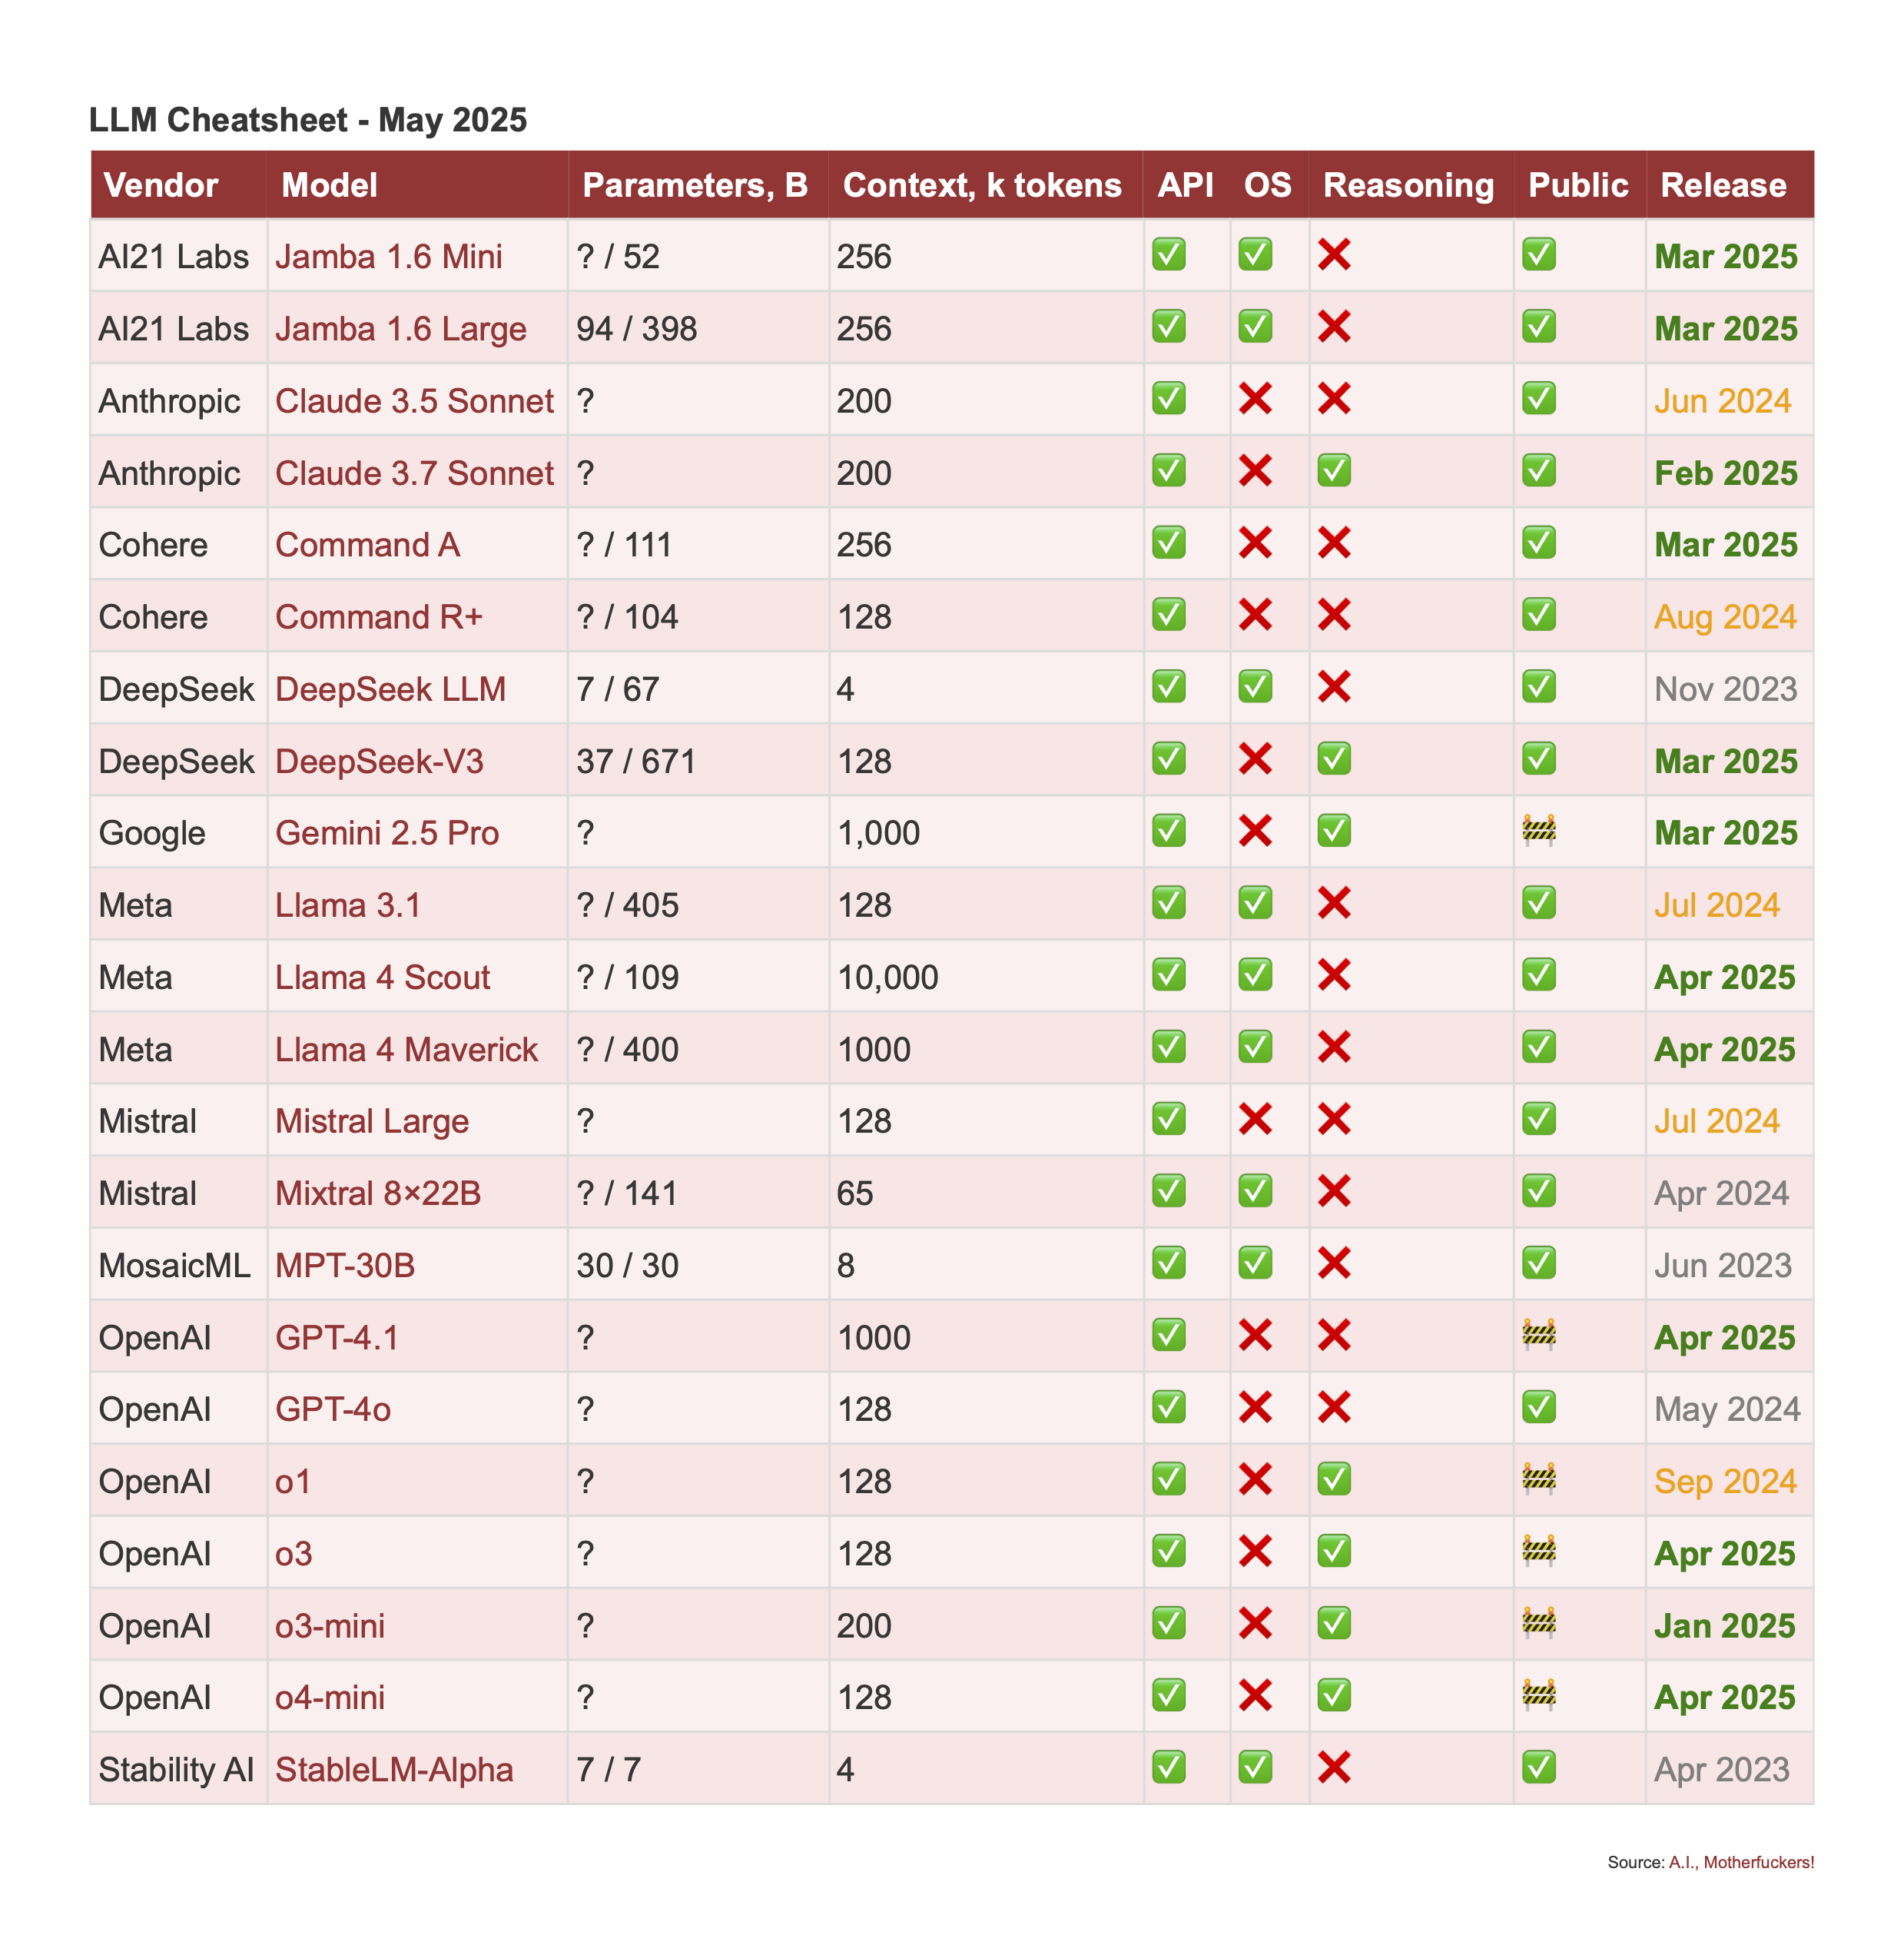 LLM Cheatsheet - May 2025
Vendor Model Parameters, B Context, k tokens API OS Reasoning Public Release
AI21 Labs Jamba 1.6 Mini ? / 52 256 ✅ ✅ ❌ ✅ Mar 2025
AI21 Labs Jamba 1.6 Large 94 / 398 256 ✅ ✅ ❌ ✅ Mar 2025
Anthropic Claude 3.5 Sonnet ? 200 ✅ ❌ ❌ ✅ Jun 2024
Anthropic Claude 3.7 Sonnet ? 200 ✅ ❌ ✅ ✅ Feb 2025
Cohere Command A ? / 111 256 ✅ ❌ ❌ ✅ Mar 2025
Cohere Command R+ ? / 104 128 ✅ ❌ ❌ ✅ Aug 2024
DeepSeek DeepSeek LLM 7 / 67 4 ✅ ✅ ❌ ✅ Nov 2023
DeepSeek DeepSeek-V3 37 / 671 128 ✅ ❌ ✅ ✅ Mar 2025
Google Gemini 2.5 Pro ? 1,000 ✅ ❌ ✅ 🚧 Mar 2025
Meta Llama 3.1 ? / 405 128 ✅ ✅ ❌ ✅ Jul 2024
Meta Llama 4 Scout ? / 109 10,000 ✅ ✅ ❌ ✅ Apr 2025
Meta Llama 4 Maverick ? / 400 1000 ✅ ✅ ❌ ✅ Apr 2025
Mistral Mistral Large ? 128 ✅ ❌ ❌ ✅ Jul 2024
Mistral Mixtral 8×22B ? / 141 65 ✅ ✅ ❌ ✅ Apr 2024
MosaicML MPT-30B 30 / 30 8 ✅ ✅ ❌ ✅ Jun 2023
OpenAI GPT-4.1 ? 1000 ✅ ❌ ❌ 🚧 Apr 2025
OpenAI GPT-4o ? 128 ✅ ❌ ❌ ✅ May 2024
OpenAI o1 ? 128 ✅ ❌ ✅ 🚧 Sep 2024
OpenAI o3 ? 128 ✅ ❌ ✅ 🚧 Apr 2025
OpenAI o3-mini ? 200 ✅ ❌ ✅ 🚧 Jan 2025
OpenAI o4-mini ? 128 ✅ ❌ ✅ 🚧 Apr 2025
Stability AI StableLM-Alpha 7 / 7 4 ✅ ✅ ❌ ✅ Apr 2023
Source: A.I., Motherfuckers!